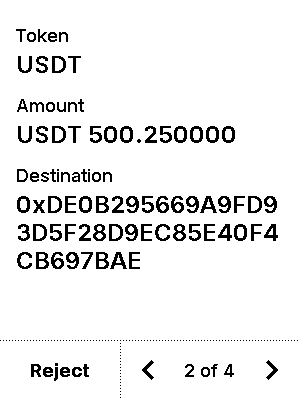 Token
USDT
Amount
USDT 500.250000
Destination
0xDE0B295669A9FD9
3D5F28D9EC85E40F4
CB697BAE
Reject
2 of 4